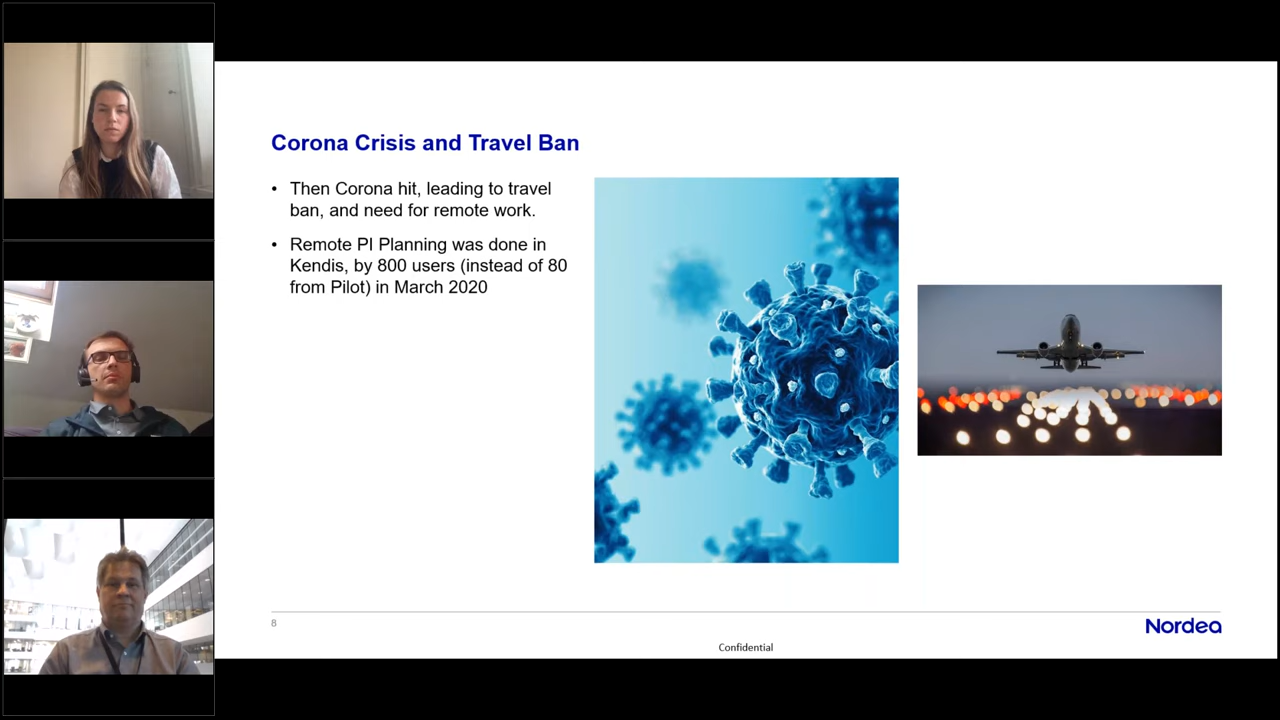 Corona Crisis and Travel Ban
• Then Corona hit, leading to travel
ban, and need for remote work.
• Remote PI Planning was done in
Kendis, by 800 users (instead of 80
from Pilot) in March 2020
8
Nordea
Confidential